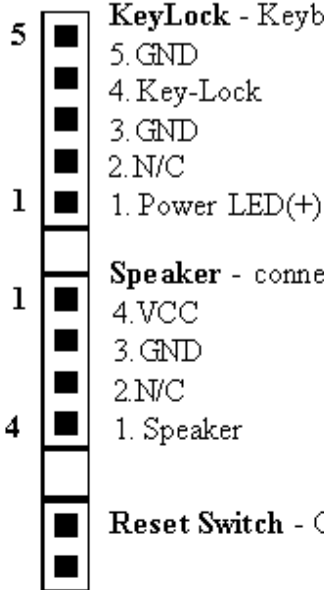 KeyLock - Keyb
5 5. GND
4. Key-Lock
3. GND
2. N/C
1 1. Power LED(+)
Speaker - conne
1 4. VCC
3. GND
2. N/C
4 1. Speaker
Reset Switch -